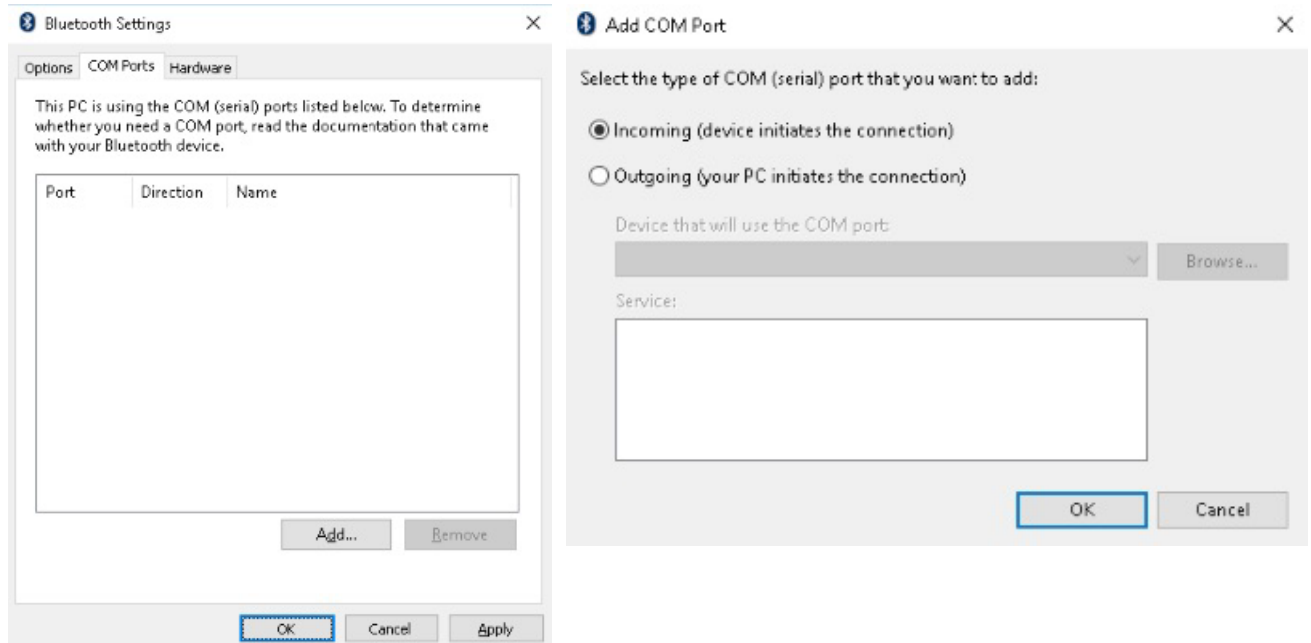 Bluetooth Settings
Options COM Ports Hardware
This PC is using the COM (serial) ports listed below. To determine
whether you need a COM port, read the documentation that came
with your Bluetooth device.
Port Direction Name
Add... Remove
OK Cancel Apply
Add COM Port
Select the type of COM (serial) port that you want to add:
Incoming (device initiates the connection)
Outgoing (your PC initiates the connection)
Device that will use the COM port:
Browse...
Service:
OK Cancel